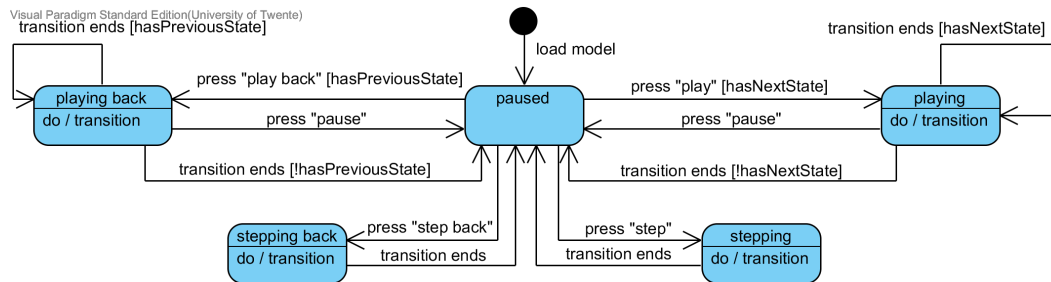 Visual Paradigm Standard Edition(University of Twente)
transition ends [hasPreviousState]
transition ends [hasNextState]
load model
press "play back" [hasPreviousState]
press "play" [hasNextState]
playing back
do / transition
paused
playing
do / transition
press "pause"
press "pause"
transition ends [!hasPreviousState]
transition ends [!hasNextState]
stepping back
do / transition
press "step back"
transition ends
press "step"
transition ends
stepping
do / transition